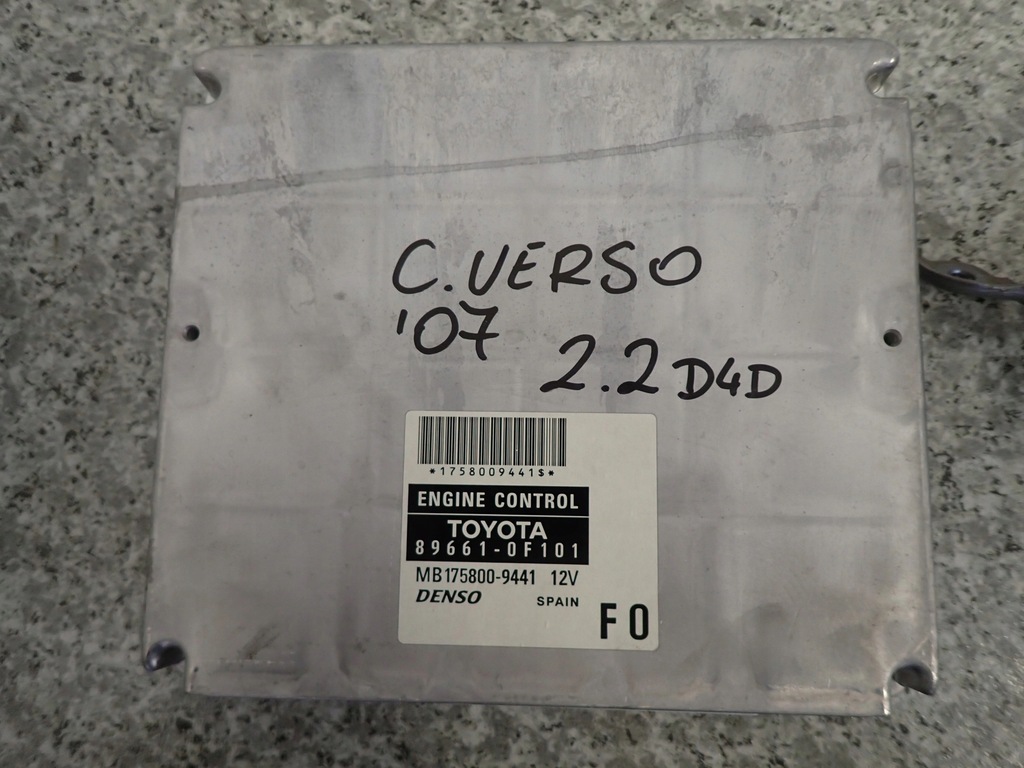 C.VERSO
'07
2.2 D4D
*1758009441$*
ENGINE CONTROL
TOYOTA
89661-0F101
MB175800-9441 12V
DENSO SPAIN
F0